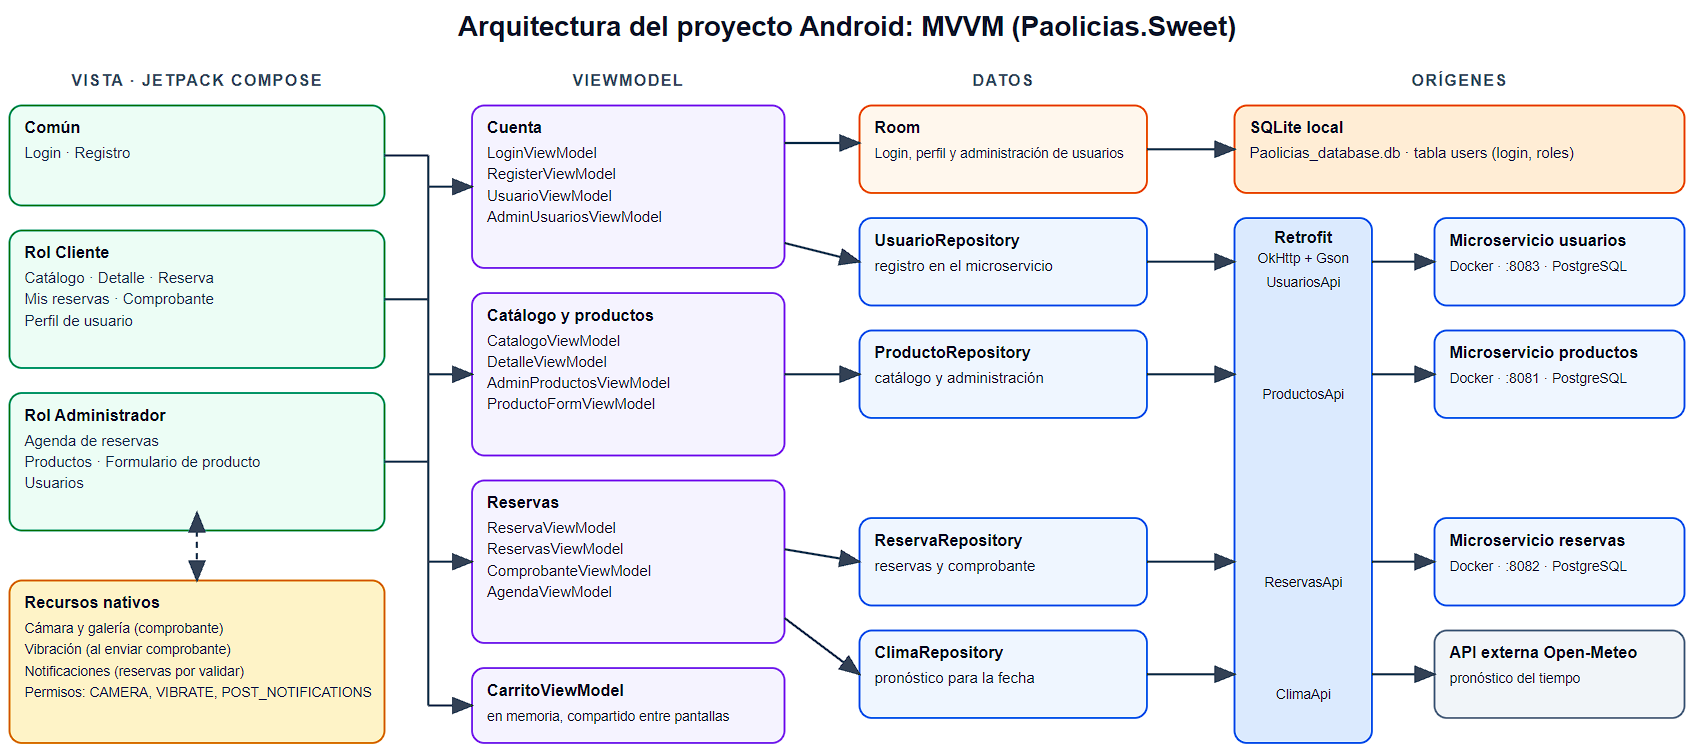 Arquitectura del proyecto Android: MVVM (Paolicias.Sweet)
VISTA · JETPACK COMPOSE
Común
Login · Registro
Rol Cliente
Catálogo · Detalle · Reserva
Mis reservas · Comprobante
Perfil de usuario
Rol Administrador
Agenda de reservas
Productos · Formulario de producto
Usuarios
Recursos nativos
Cámara y galería (comprobante)
Vibración (al enviar comprobante)
Notificaciones (reservas por validar)
Permisos: CAMERA, VIBRATE, POST_NOTIFICATIONS
VIEWMODEL
Cuenta
LoginViewModel
RegisterViewModel
UsuarioViewModel
AdminUsuariosViewModel
Catálogo y productos
CatalogoViewModel
DetalleViewModel
AdminProductosViewModel
ProductoFormViewModel
Reservas
ReservaViewModel
ReservasViewModel
ComprobanteViewModel
AgendaViewModel
CarritoViewModel
en memoria, compartido entre pantallas
DATOS
Room
Login, perfil y administración de usuarios
UsuarioRepository
registro en el microservicio
ProductoRepository
catálogo y administración
ReservaRepository
reservas y comprobante
ClimaRepository
pronóstico para la fecha
ORÍGENES
SQLite local
Paolicias_database.db · tabla users (login, roles)
Retrofit
OkHttp + Gson
UsuariosApi
ProductosApi
ReservasApi
ClimaApi
Microservicio usuarios
Docker · :8083 · PostgreSQL
Microservicio productos
Docker · :8081 · PostgreSQL
Microservicio reservas
Docker · :8082 · PostgreSQL
API externa Open-Meteo
pronóstico del tiempo